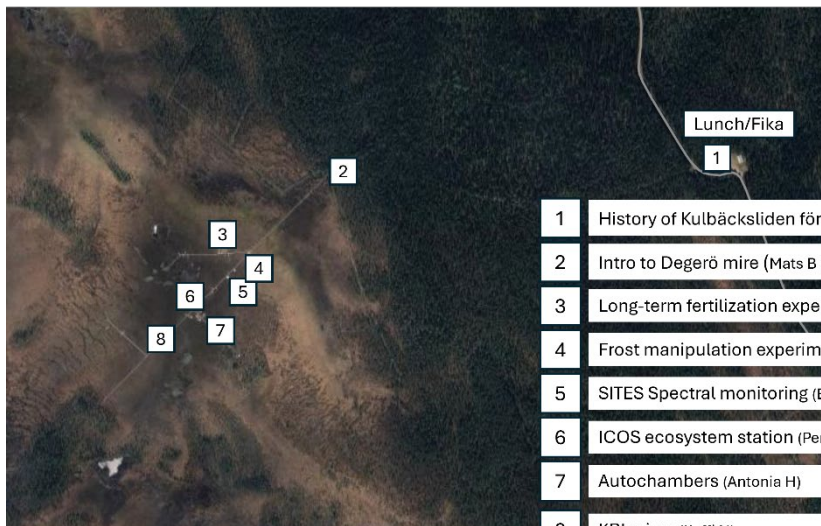 Lunch/Fika
1
2
3
4
5
6
7
8
1 History of Kulbäcksliden för
2 Intro to Degerö mire (Mats B
3 Long-term fertilization expe
4 Frost manipulation experim
5 SITES Spectral monitoring (E
6 ICOS ecosystem station (Pe
7 Autochambers (Antonia H)